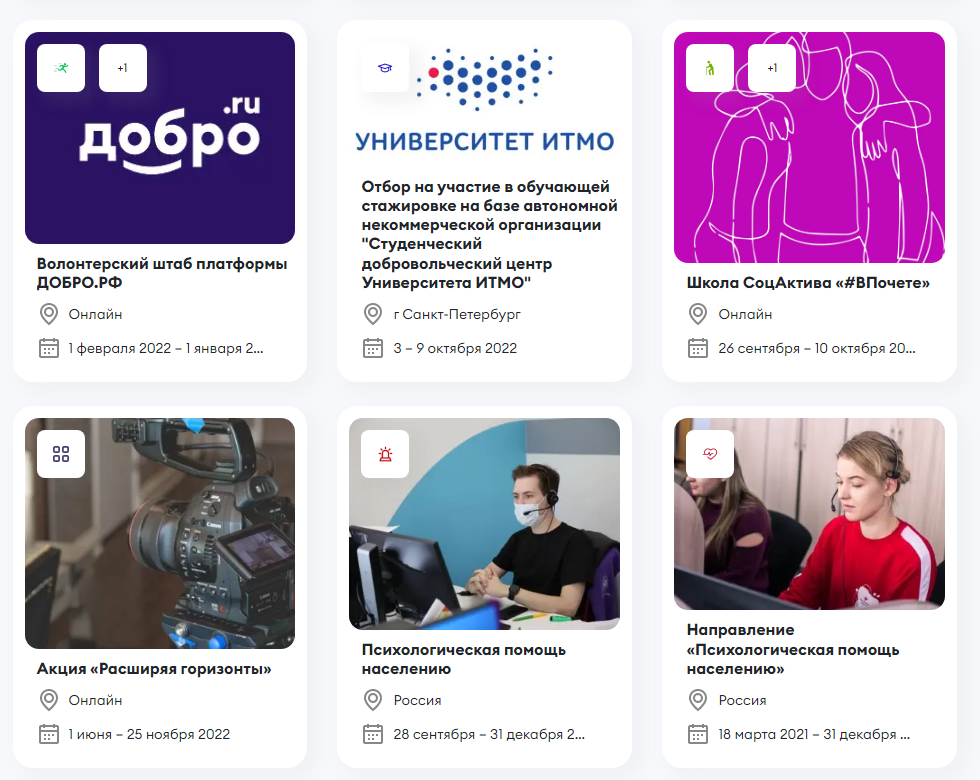 +1
.ru
добро
Волонтерский штаб платформы
ДОБРО.РФ
Онлайн
1 февраля 2022 – 1 января 2...
УНИВЕРСИТЕТ ИТМО
Отбор на участие в обучающей
стажировке на базе автономной
некоммерческой организации
"Студенческий
добровольческий центр
Университета ИТМО"
г Санкт-Петербург
3 – 9 октября 2022
+1
Школа СоцАктива «#ВПочете»
Онлайн
26 сентября – 10 октября 20...
Canon
Акция «Расширяя горизонты»
Онлайн
1 июня – 25 ноября 2022
Психологическая помощь
населению
Россия
28 сентября – 31 декабря 2...
Направление
«Психологическая помощь
населению»
Россия
18 марта 2021 – 31 декабря ...